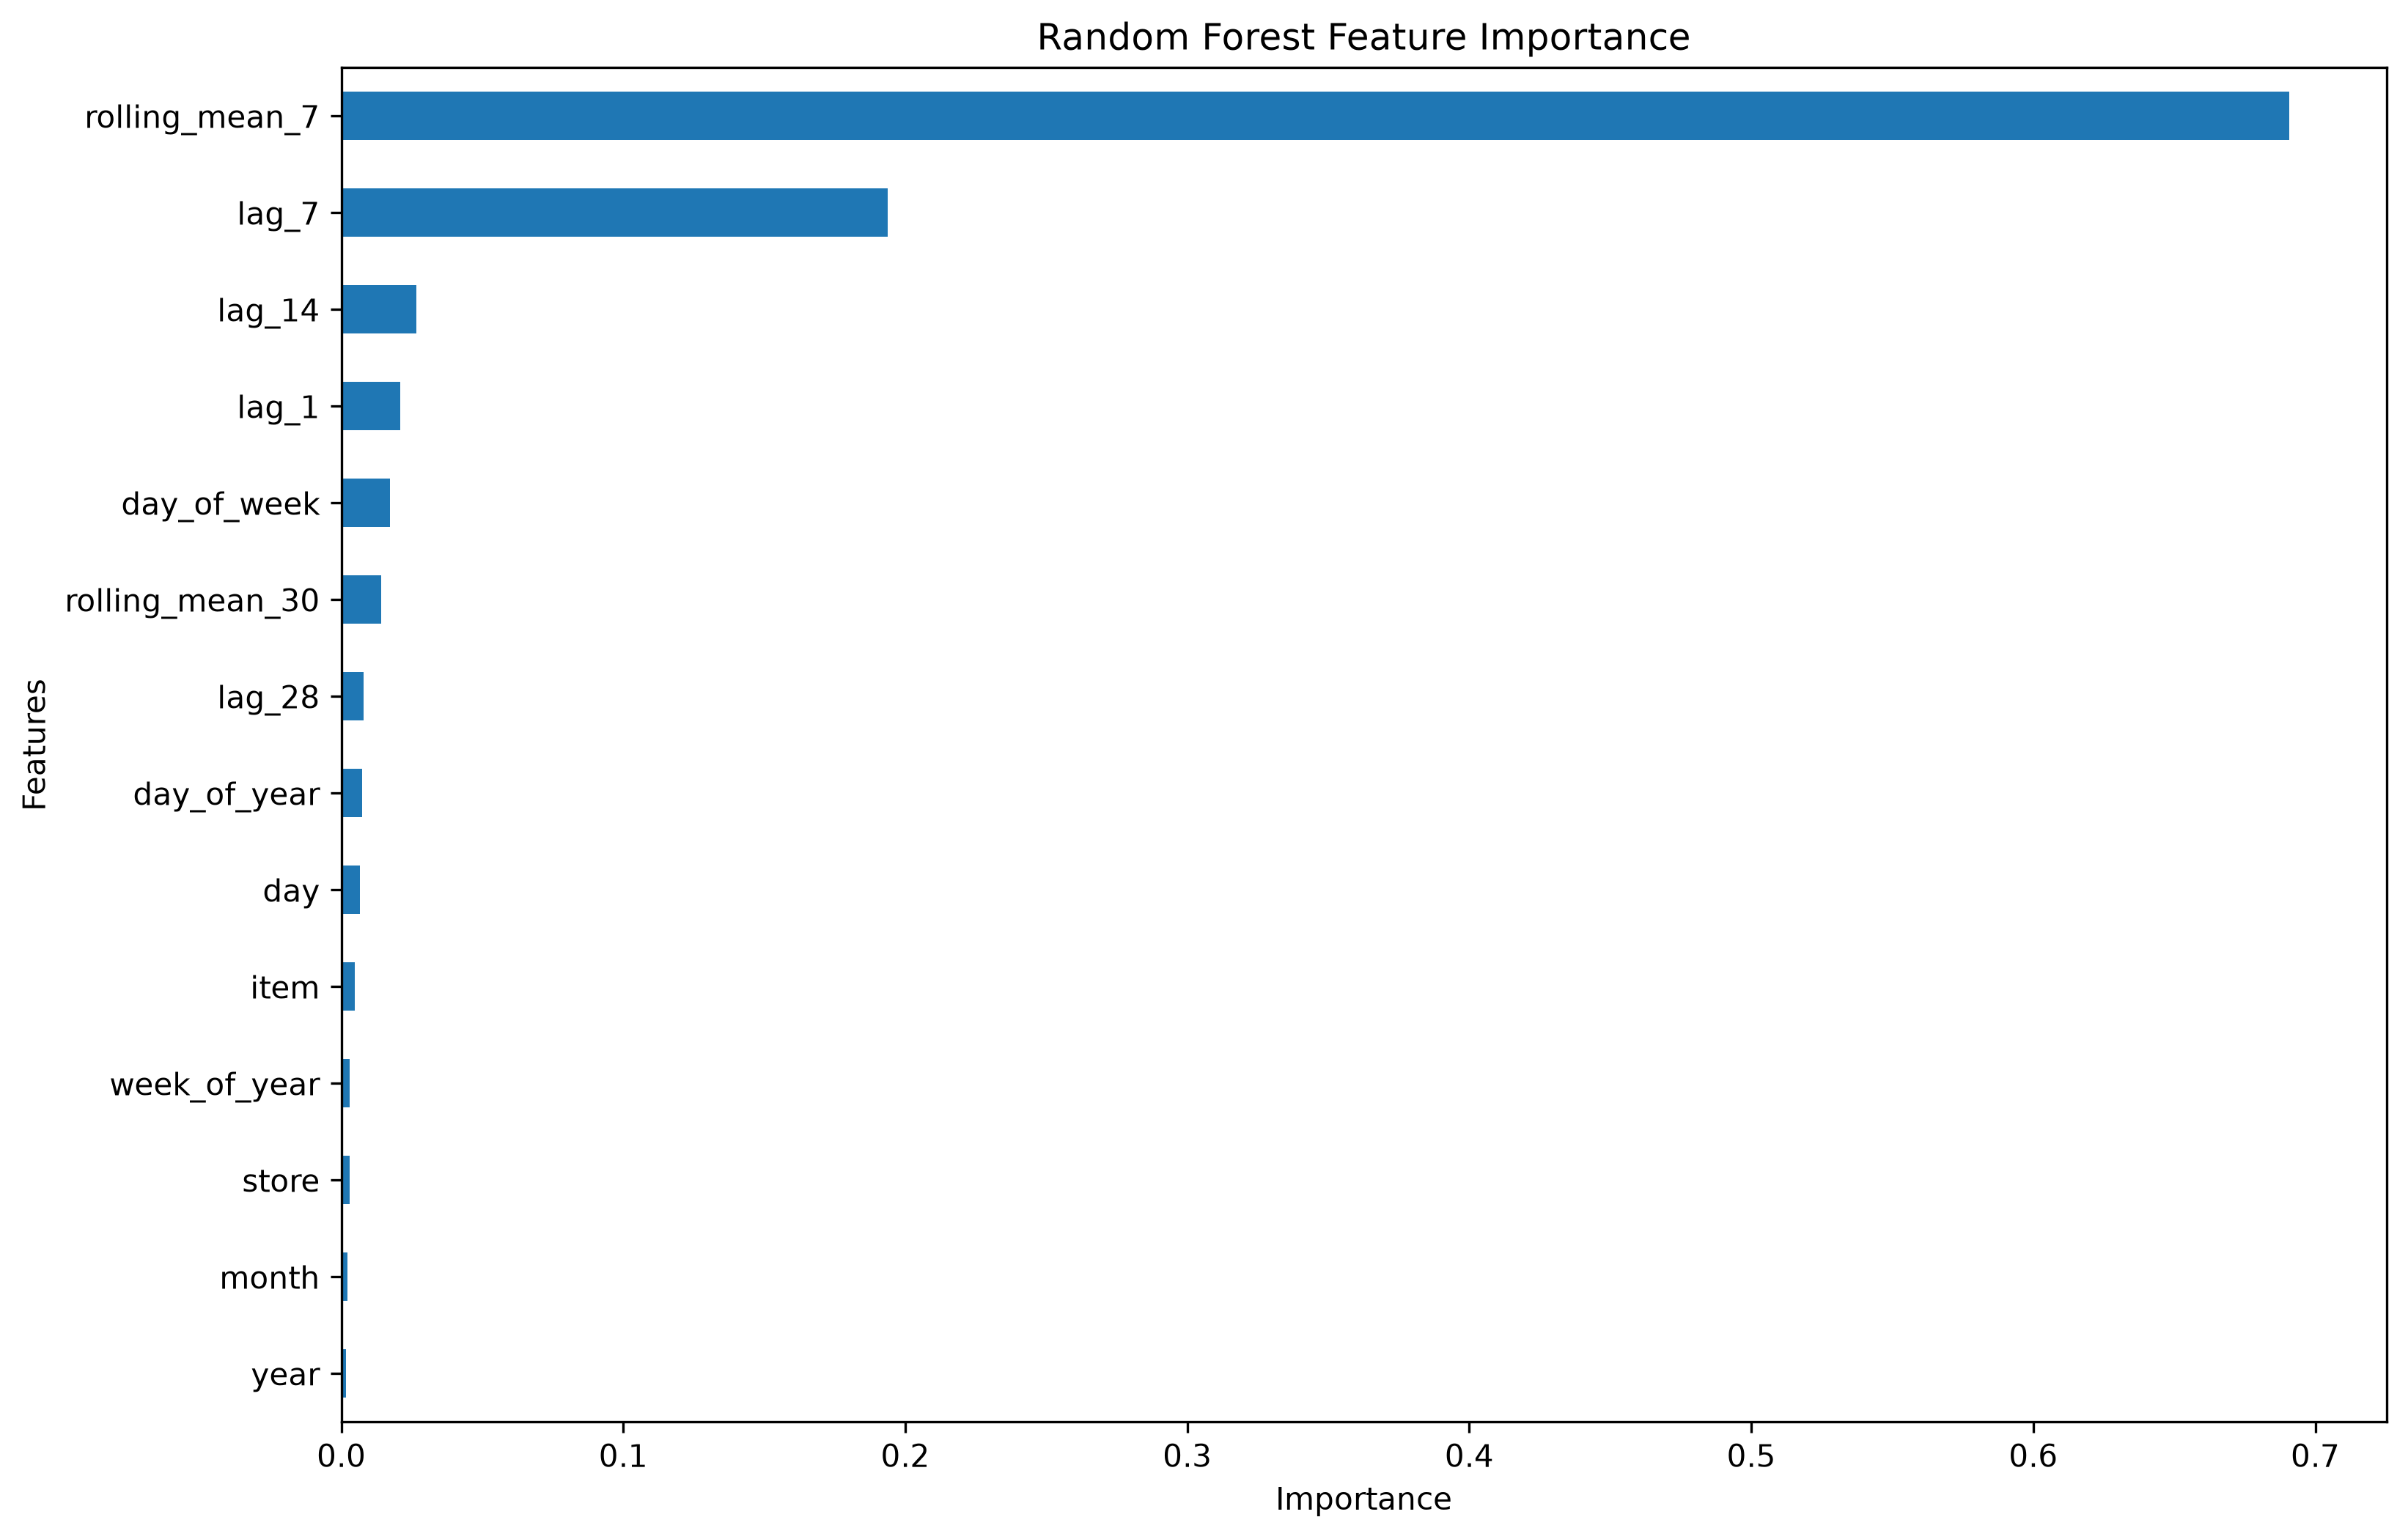 Random Forest Feature Importance
rolling_mean_7
lag_7
lag_14
lag_1
day_of_week
rolling_mean_30
lag_28
day_of_year
day
item
week_of_year
store
month
year
Features
0.0 0.1 0.2 0.3 0.4 0.5 0.6 0.7
Importance